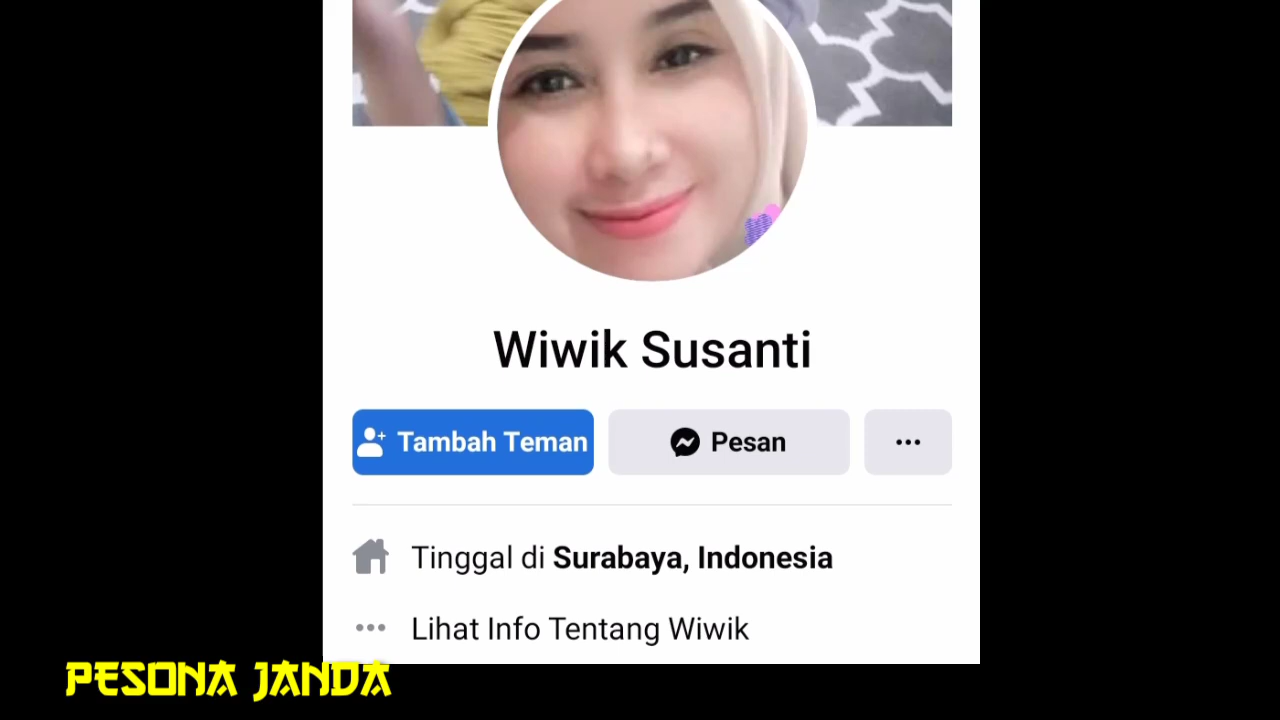 Wiwik Susanti
Tambah Teman
Pesan
Tinggal di Surabaya, Indonesia
Lihat Info Tentang Wiwik
PESONA JANDA